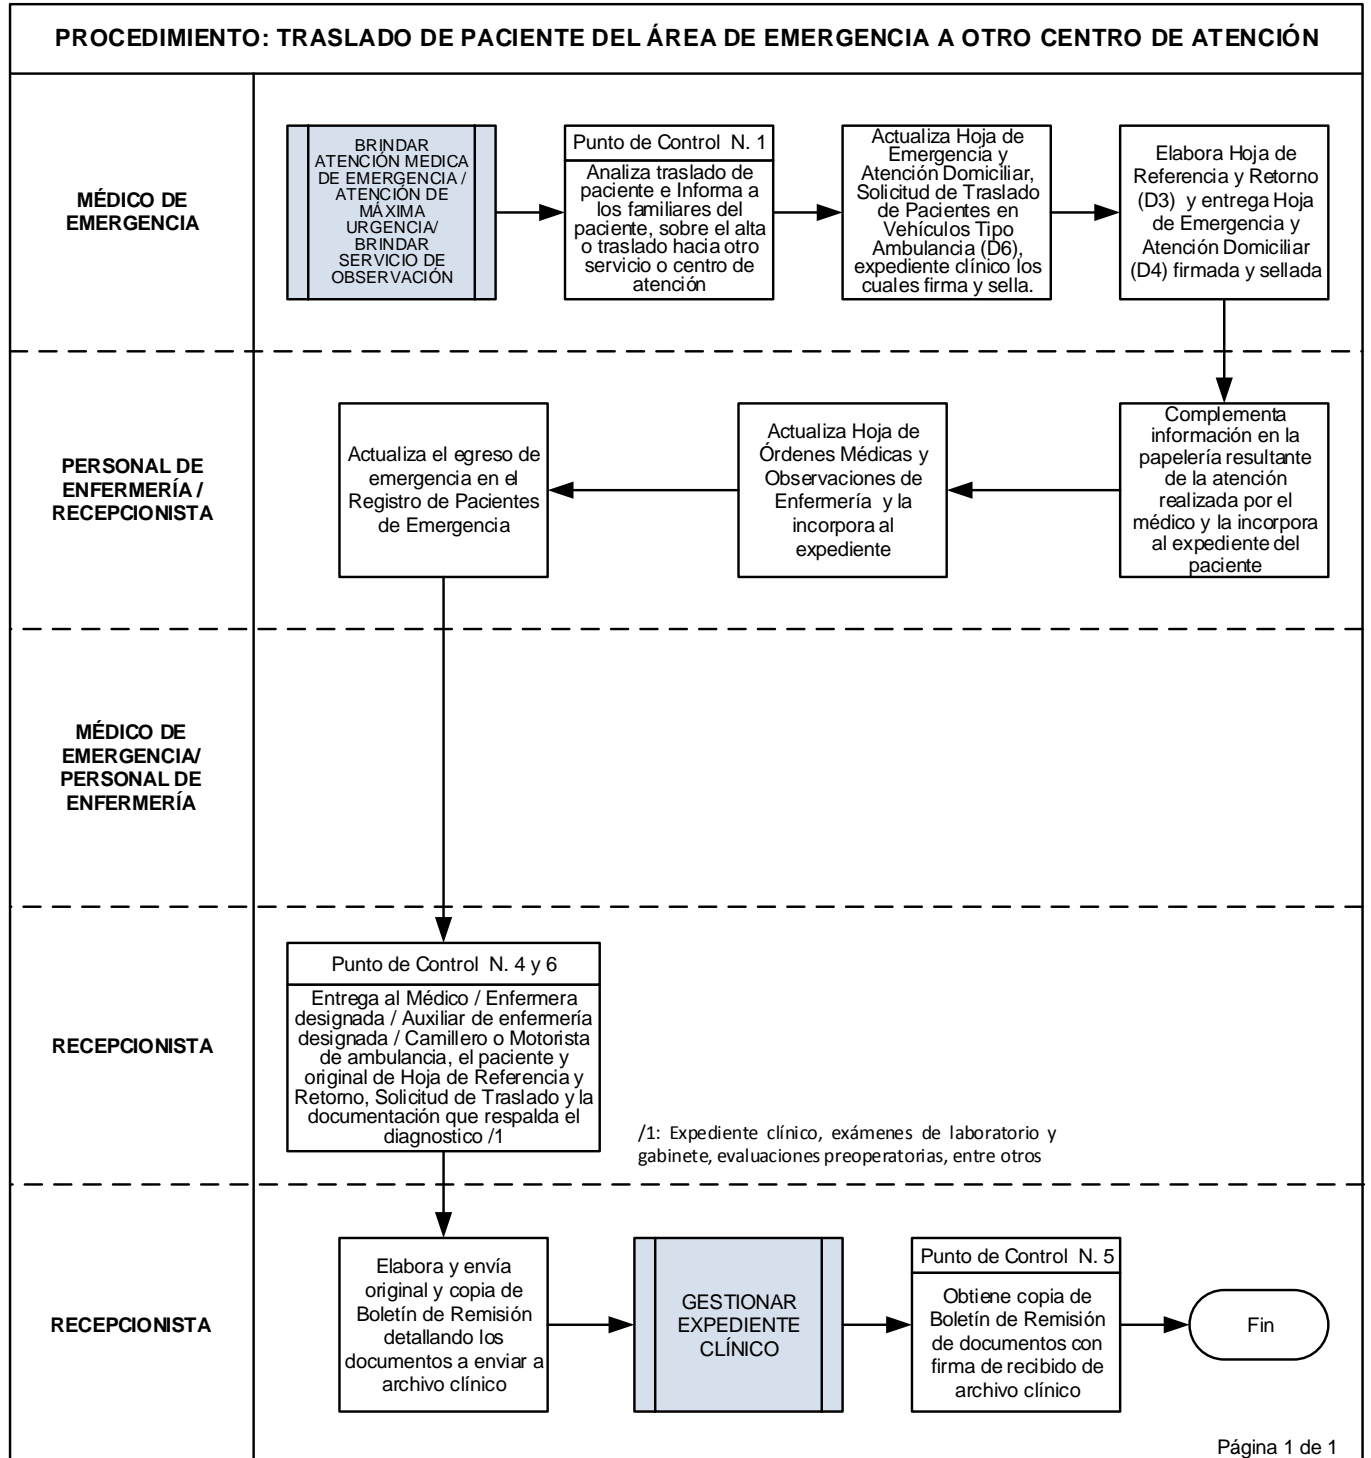 PROCEDIMIENTO: TRASLADO DE PACIENTE DEL ÁREA DE EMERGENCIA A OTRO CENTRO DE ATENCIÓN
MÉDICO DE
EMERGENCIA
BRINDAR
ATENCIÓN MEDICA
DE EMERGENCIA /
ATENCIÓN DE
MÁXIMA
URGENCIA/
BRINDAR
SERVICIO DE
OBSERVACIÓN
Punto de Control N. 1
Analiza traslado de
paciente e Informa a
los familiares del
paciente, sobre el alta
o traslado hacia otro
servicio o centro de
atención
Actualiza Hoja de
Emergencia y
Atención Domiciliar,
Solicitud de Traslado
de Pacientes en
Vehículos Tipo
Ambulancia (D6),
expediente clínico los
cuales firma y sella.
Elabora Hoja de
Referencia y Retorno
(D3) y entrega Hoja
de Emergencia y
Atención Domiciliar
(D4) firmada y sellada
PERSONAL DE
ENFERMERÍA /
RECEPCIONISTA
Actualiza el egreso de
emergencia en el
Registro de Pacientes
de Emergencia
Actualiza Hoja de
Órdenes Médicas y
Observaciones de
Enfermería y la
incorpora al
expediente
Complementa
información en la
papelería resultante
de la atención
realizada por el
médico y la incorpora
al expediente del
paciente
MÉDICO DE
EMERGENCIA/
PERSONAL DE
ENFERMERÍA
RECEPCIONISTA
Punto de Control N. 4 y 6
Entrega al Médico / Enfermera
designada / Auxiliar de enfermería
designada / Camillero o Motorista
de ambulancia, el paciente y
original de Hoja de Referencia y
Retorno, Solicitud de Traslado y la
documentación que respalda el
diagnostico /1
/1: Expediente clínico, exámenes de laboratorio y
gabinete, evaluaciones preoperatorias, entre otros
RECEPCIONISTA
Elabora y envía
original y copia de
Boletín de Remisión
detallando los
documentos a enviar a
archivo clínico
GESTIONAR
EXPEDIENTE
CLÍNICO
Punto de Control N. 5
Obtiene copia de
Boletín de Remisión
de documentos con
firma de recibido de
archivo clínico
Fin
Página 1 de 1